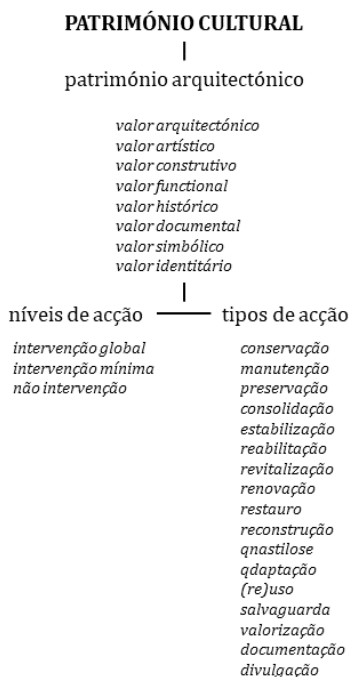 PATRIMÓNIO CULTURAL
património arquitectónico
valor arquitectónico
valor artístico
valor construtivo
valor functional
valor histórico
valor documental
valor simbólico
valor identitário
níveis de acção
intervenção global
intervenção mínima
não intervenção
tipos de acção
conservação
manutenção
preservação
consolidação
estabilização
reabilitação
revitalização
renovação
restauro
reconstrução
qnastilose
qdaptação
(re)uso
salvaguarda
valorização
documentação
divulgação